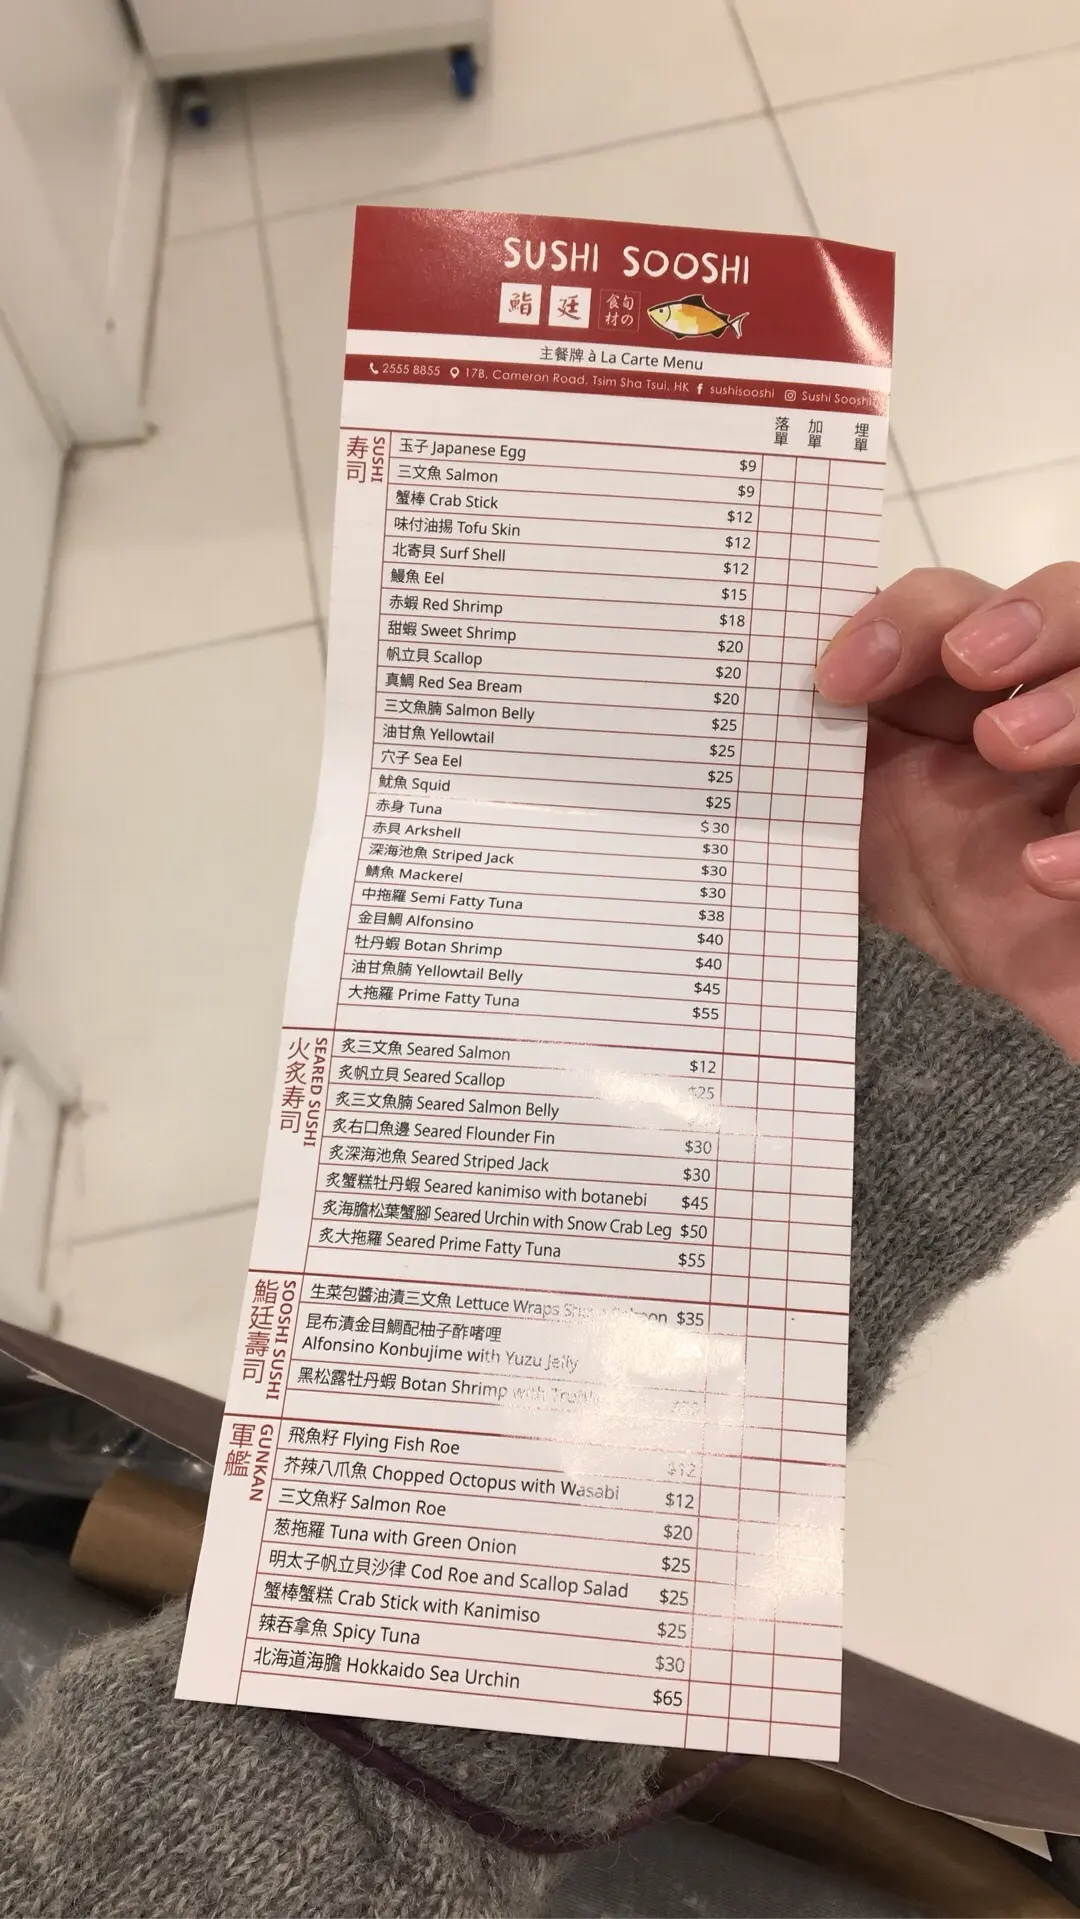 SUSHI SOOSHI
鮨 廷 旬の食材
主餐牌 à La Carte Menu
2555 8855 17B, Cameron Road, Tsim Sha Tsui, HK sushisooshi Sushi Sooshi
落單 加單 埋單
寿司 SUSHI
玉子 Japanese Egg $9
三文魚 Salmon $9
蟹棒 Crab Stick $12
味付油揚 Tofu Skin $12
北寄貝 Surf Shell $12
鰻魚 Eel $15
赤蝦 Red Shrimp $18
甜蝦 Sweet Shrimp $20
帆立貝 Scallop $20
真鯛 Red Sea Bream $20
三文魚腩 Salmon Belly $25
油甘魚 Yellowtail $25
穴子 Sea Eel $25
魷魚 Squid $25
赤身 Tuna $30
赤貝 Arkshell $30
深海池魚 Striped Jack $30
鯖魚 Mackerel $30
中拖羅 Semi Fatty Tuna $38
金目鯛 Alfonsino $40
牡丹蝦 Botan Shrimp $40
油甘魚腩 Yellowtail Belly $45
大拖羅 Prime Fatty Tuna $55
火炙寿司 SEARED SUSHI
炙三文魚 Seared Salmon $12
炙帆立貝 Seared Scallop $25
炙三文魚腩 Seared Salmon Belly
炙右口魚邊 Seared Flounder Fin $30
炙深海池魚 Seared Striped Jack $30
炙蟹糕牡丹蝦 Seared kanimiso with botanebi $45
炙海膽松葉蟹腳 Seared Urchin with Snow Crab Leg $50
炙大拖羅 Seared Prime Fatty Tuna $55
鮨廷壽司 SOOSHI SUSHI
生菜包醬油漬三文魚 Lettuce Wraps $35
昆布漬金目鯛配柚子酢啫喱
Alfonsino Konbujime with Yuzu Jelly
黑松露牡丹蝦 Botan Shrimp with
軍艦 GUNKAN
飛魚籽 Flying Fish Roe $12
芥辣八爪魚 Chopped Octopus with Wasabi $12
三文魚籽 Salmon Roe $20
葱拖羅 Tuna with Green Onion $25
明太子帆立貝沙律 Cod Roe and Scallop Salad $25
蟹棒蟹糕 Crab Stick with Kanimiso $25
辣吞拿魚 Spicy Tuna $30
北海道海膽 Hokkaido Sea Urchin $65